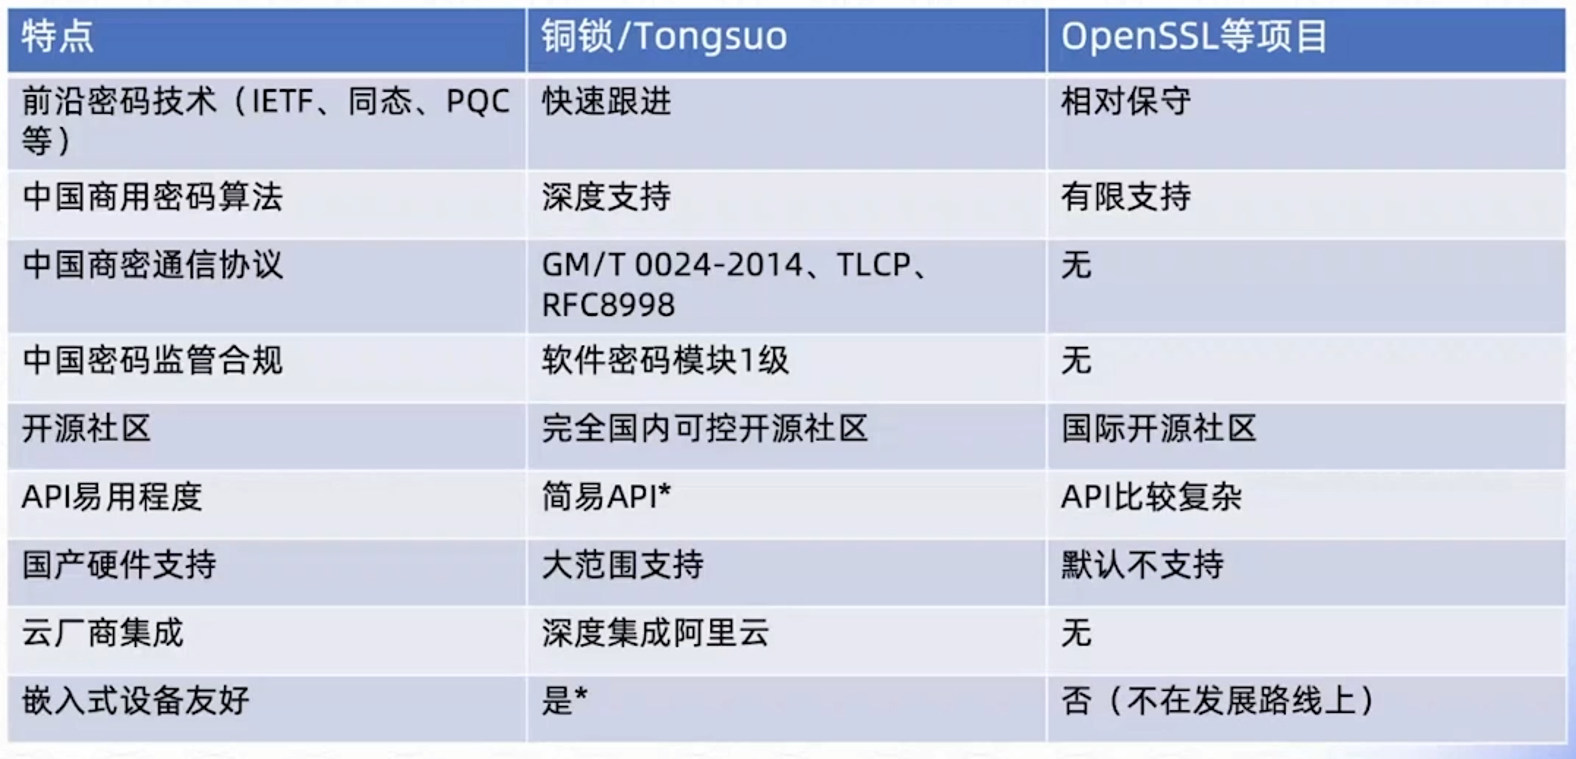 特点
铜锁/Tongsuo
OpenSSL等项目
前沿密码技术（IETF、同态、PQC
等）
快速跟进
相对保守
中国商用密码算法
深度支持
有限支持
中国商密通信协议
GM/T 0024-2014、TLCP、
RFC8998
无
中国密码监管合规
软件密码模块1级
无
开源社区
完全国内可控开源社区
国际开源社区
API易用程度
简易API*
API比较复杂
国产硬件支持
大范围支持
默认不支持
云厂商集成
深度集成阿里云
无
嵌入式设备友好
是*
否（不在发展路线上）